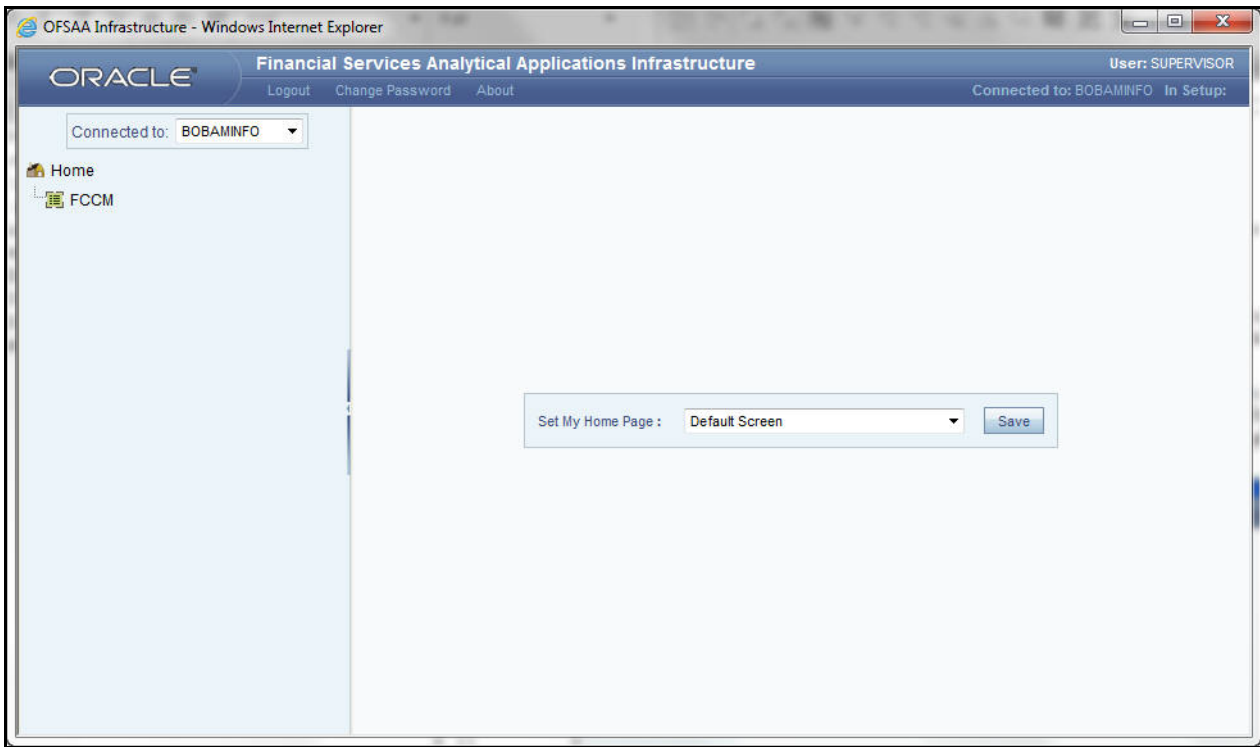 OFSAA Infrastructure - Windows Internet Explorer
ORACLE
Financial Services Analytical Applications Infrastructure
User: SUPERVISOR
Logout Change Password About
Connected to: BOBAMINFO In Setup:
Connected to: BOBAMINFO
Home
FCCM
Set My Home Page : Default Screen Save